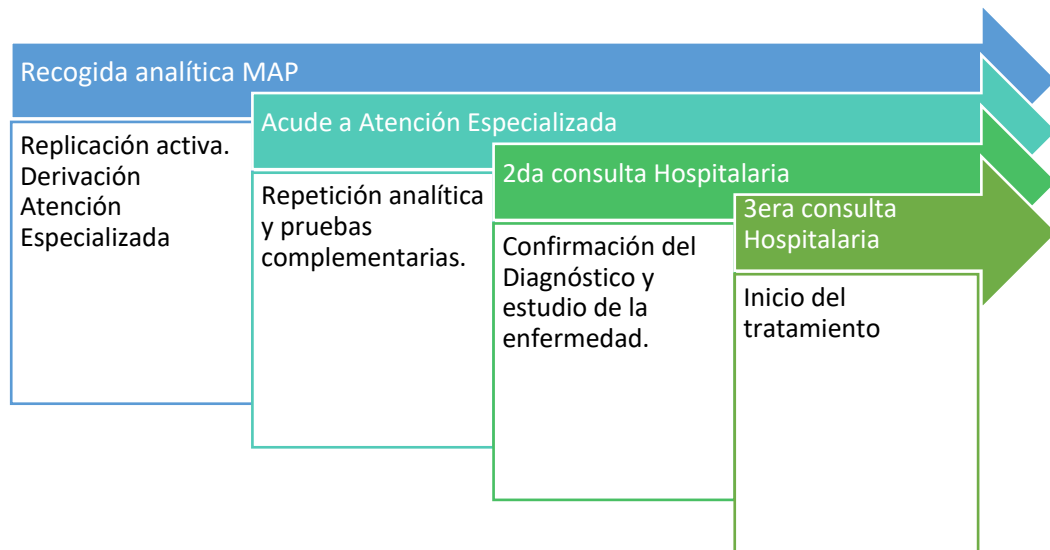 Recogida analítica MAP
Replicación activa.
Derivación
Atención
Especializada
Acude a Atención Especializada
Repetición analítica
y pruebas
complementarias.
2da consulta Hospitalaria
Confirmación del
Diagnóstico y
estudio de la
enfermedad.
3era consulta
Hospitalaria
Inicio del
tratamiento